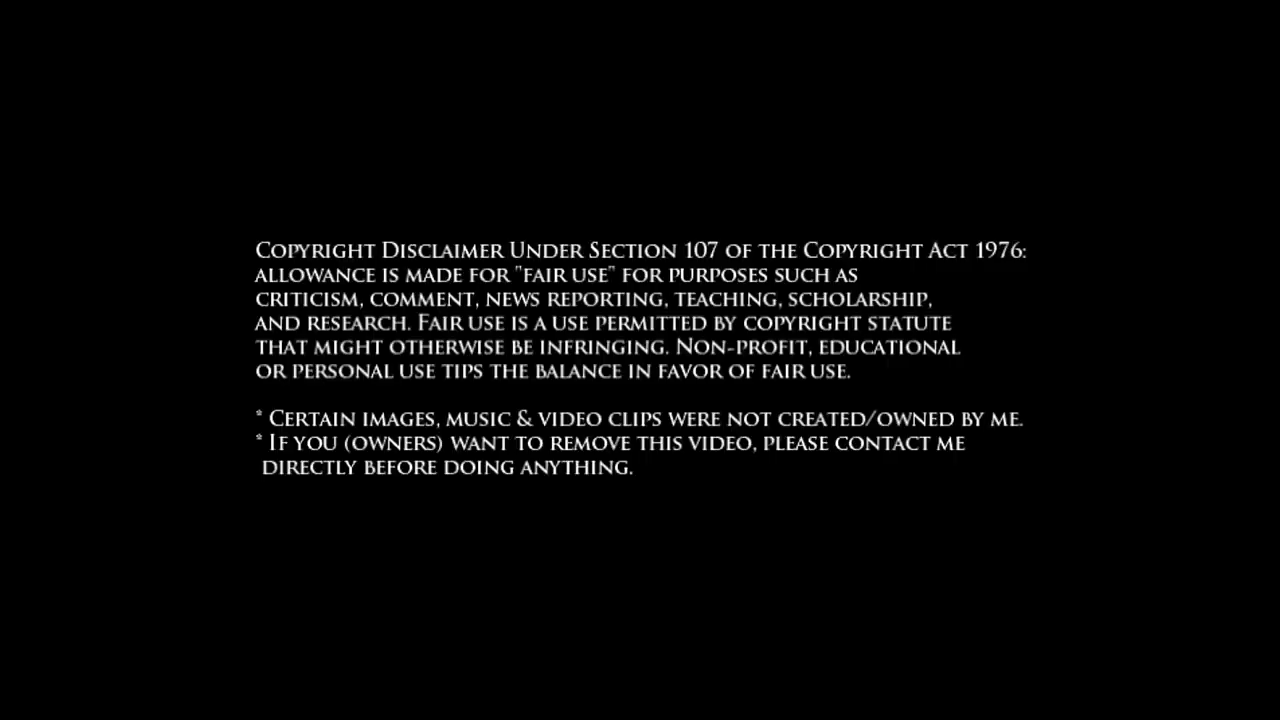 Copyright Disclaimer Under Section 107 of the Copyright Act 1976:
allowance is made for "fair use" for purposes such as
criticism, comment, news reporting, teaching, scholarship,
and research. Fair use is a use permitted by copyright statute
that might otherwise be infringing. Non-profit, educational
or personal use tips the balance in favor of fair use.
* Certain images, music & video clips were not created/owned by me.
* If you (owners) want to remove this video, please contact me
directly before doing anything.